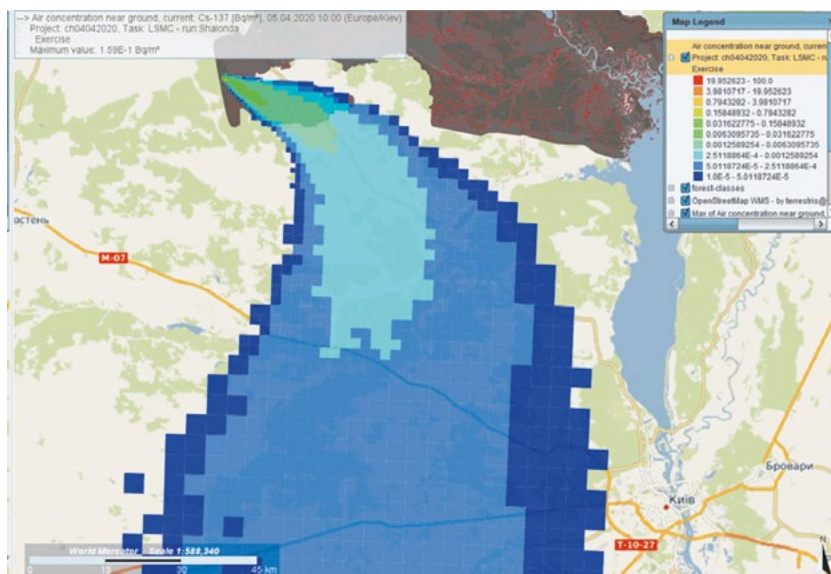 --> Air concentration near ground, current: Cs-137 [Bq/m³], 05.04.2020 10:00 (Europe/Kiev)
Project: ch04042020, Task: LSMC - run Shalonda
Exercise
Maximum value: 1.59E-1 Bq/m³
Map Legend
Air concentration near ground, current
Project: ch04042020, Task: LSMC - run
Exercise
19.952623 - 100.0
3.9810717 - 19.952623
0.7943282 - 3.9810717
0.15848932 - 0.7943282
0.031622775 - 0.15848932
0.0063095735 - 0.031622775
0.0012589254 - 0.0063095735
2.5118864E-4 - 0.0012589254
5.0118724E-5 - 2.5118864E-4
1.0E-5 - 5.0118724E-5
forest-classes
OpenStreetMap WMS - by terrestris@
Max of Air concentration near ground,
остень
M-07
Бровари
Київ
T-10-27
World Mercator Scale 1:588,340
0 15 30 45 km
N